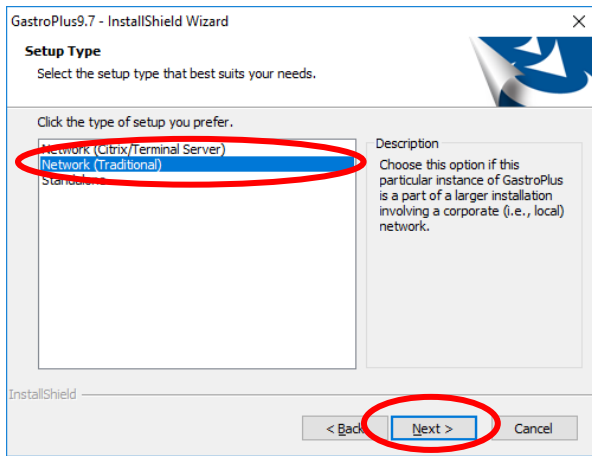 GastroPlus9.7 - InstallShield Wizard
Setup Type
Select the setup type that best suits your needs.
Click the type of setup you prefer.
Network (Citrix/Terminal Server)
Network (Traditional)
Standalone
Description
Choose this option if this
particular instance of GastroPlus
is a part of a larger installation
involving a corporate (i.e., local)
network.
InstallShield
< Back
Next >
Cancel